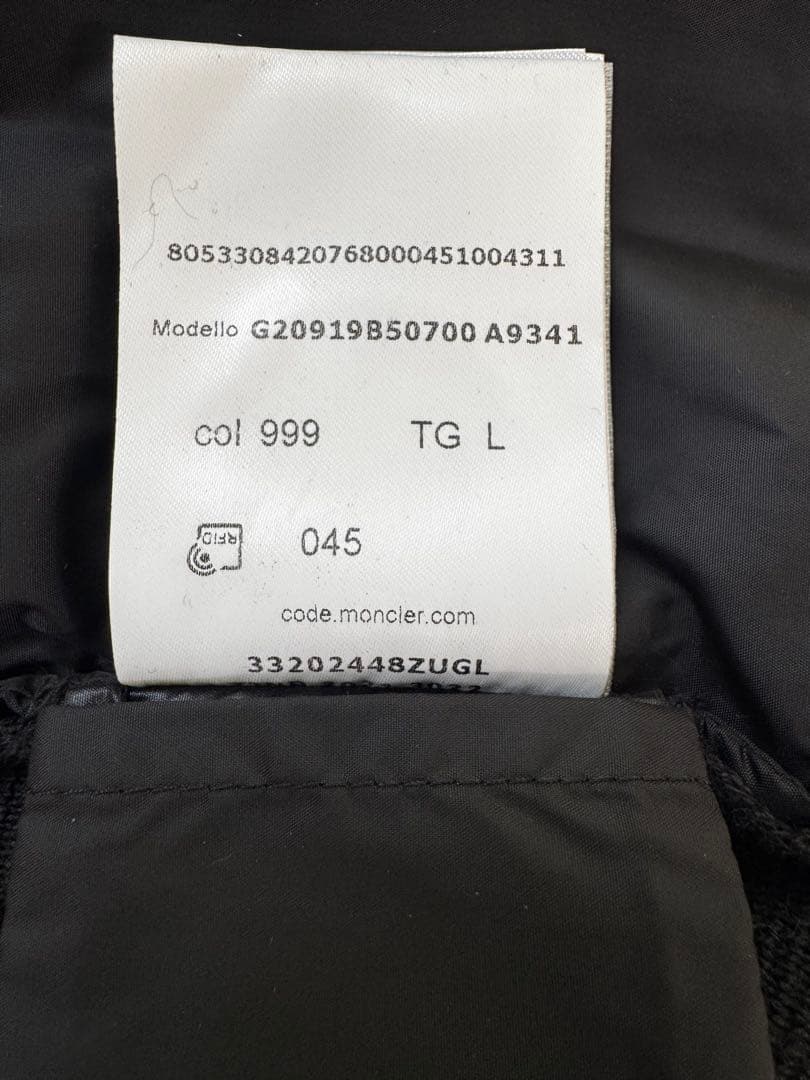 8053308420768000451004311
Modello G20919B50700 A9341
col 999 TG L
RFID 045
code.moncler.com
33202448ZUGL